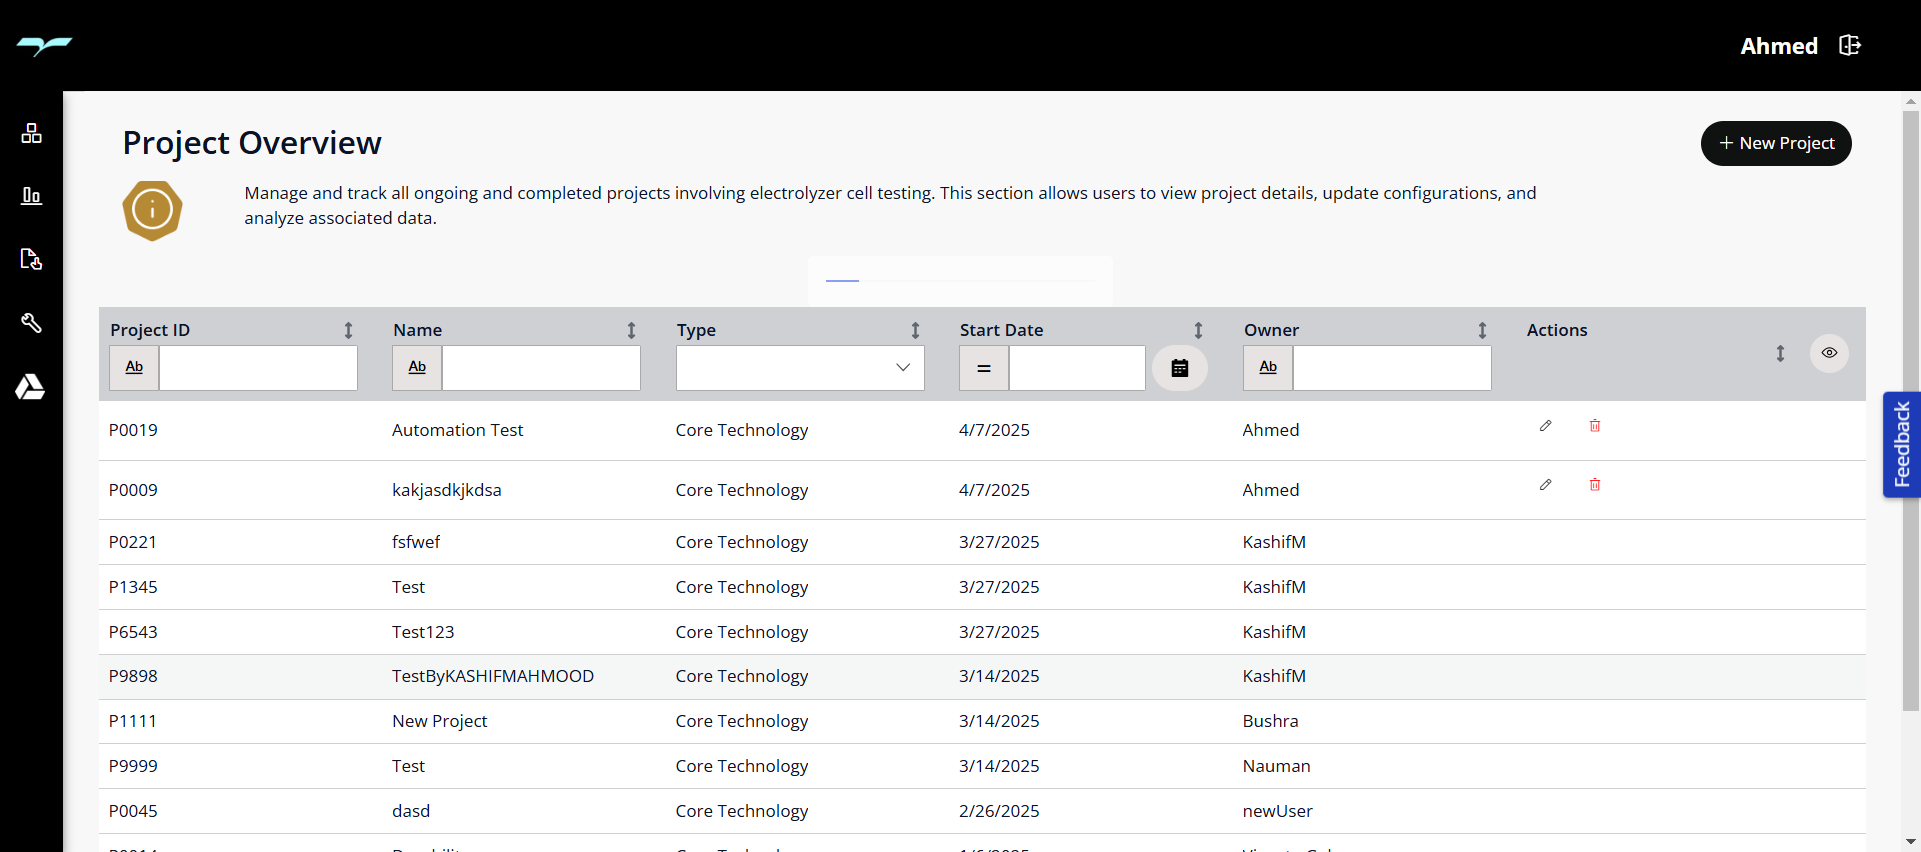 Ahmed
Project Overview
+ New Project
Manage and track all ongoing and completed projects involving electrolyzer cell testing. This section allows users to view project details, update configurations, and
analyze associated data.
Project ID Name Type Start Date Owner Actions
Ab Ab = Ab
P0019 Automation Test Core Technology 4/7/2025 Ahmed
P0009 kakjasdkjkdsa Core Technology 4/7/2025 Ahmed
P0221 fsfwef Core Technology 3/27/2025 KashifM
P1345 Test Core Technology 3/27/2025 KashifM
P6543 Test123 Core Technology 3/27/2025 KashifM
P9898 TestByKASHIFMAHMOOD Core Technology 3/14/2025 KashifM
P1111 New Project Core Technology 3/14/2025 Bushra
P9999 Test Core Technology 3/14/2025 Nauman
P0045 dasd Core Technology 2/26/2025 newUser
Feedback